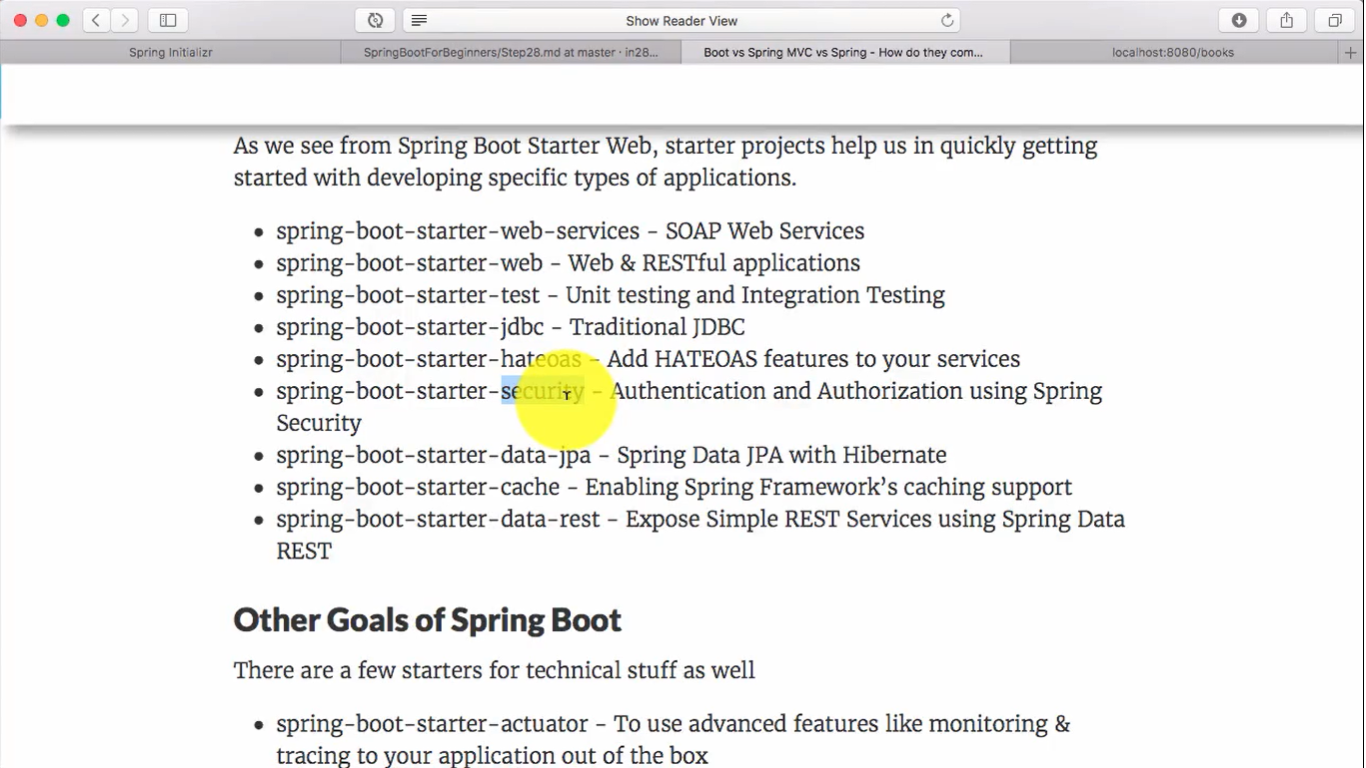 Show Reader View
Spring Initializr
SpringBootForBeginners/Step28.md at master · in28...
Boot vs Spring MVC vs Spring - How do they com...
localhost:8080/books
As we see from Spring Boot Starter Web, starter projects help us in quickly getting
started with developing specific types of applications.
• spring-boot-starter-web-services – SOAP Web Services
• spring-boot-starter-web – Web & RESTful applications
• spring-boot-starter-test – Unit testing and Integration Testing
• spring-boot-starter-jdbc – Traditional JDBC
• spring-boot-starter-hateoas – Add HATEOAS features to your services
• spring-boot-starter-security – Authentication and Authorization using Spring
Security
• spring-boot-starter-data-jpa – Spring Data JPA with Hibernate
• spring-boot-starter-cache – Enabling Spring Framework’s caching support
• spring-boot-starter-data-rest – Expose Simple REST Services using Spring Data
REST
Other Goals of Spring Boot
There are a few starters for technical stuff as well
• spring-boot-starter-actuator – To use advanced features like monitoring &
tracing to your application out of the box